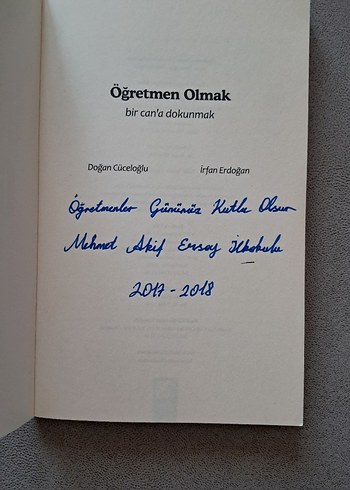 Öğretmen Olmak
bir can'a dokunmak
Doğan Cüceloğlu İrfan Erdoğan
Öğretmenler Gününüz Kutlu Olsun
Mehmet Akif Ersoy İlkokulu
2017-2018